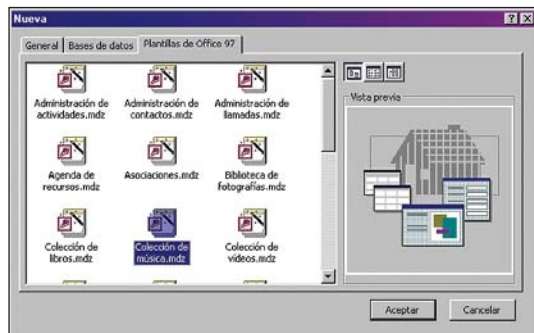 Nueva
General Bases de datos Plantillas de Office 97
Administración de actividades.mdz
Administración de contactos.mdz
Administración de llamadas.mdz
Agenda de recursos.mdz
Asociaciones.mdz
Biblioteca de fotografías.mdz
Colección de libros.mdz
Colección de música.mdz
Colección de vídeos.mdz
Vista previa
Aceptar Cancelar